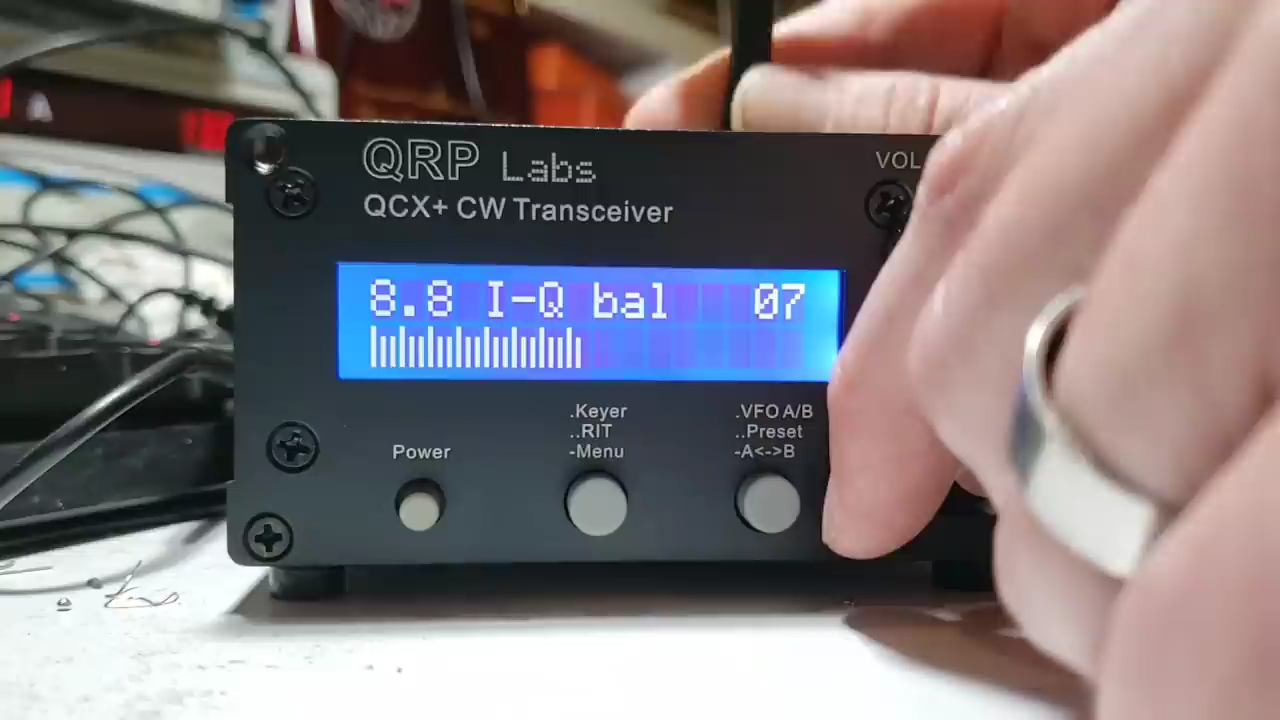 A
QRP Labs
QCX+ CW Transceiver
VOL
8.8 I-Q bal 07
.Keyer
..RIT
-Menu
.VFO A/B
..Preset
-A<->B
Power